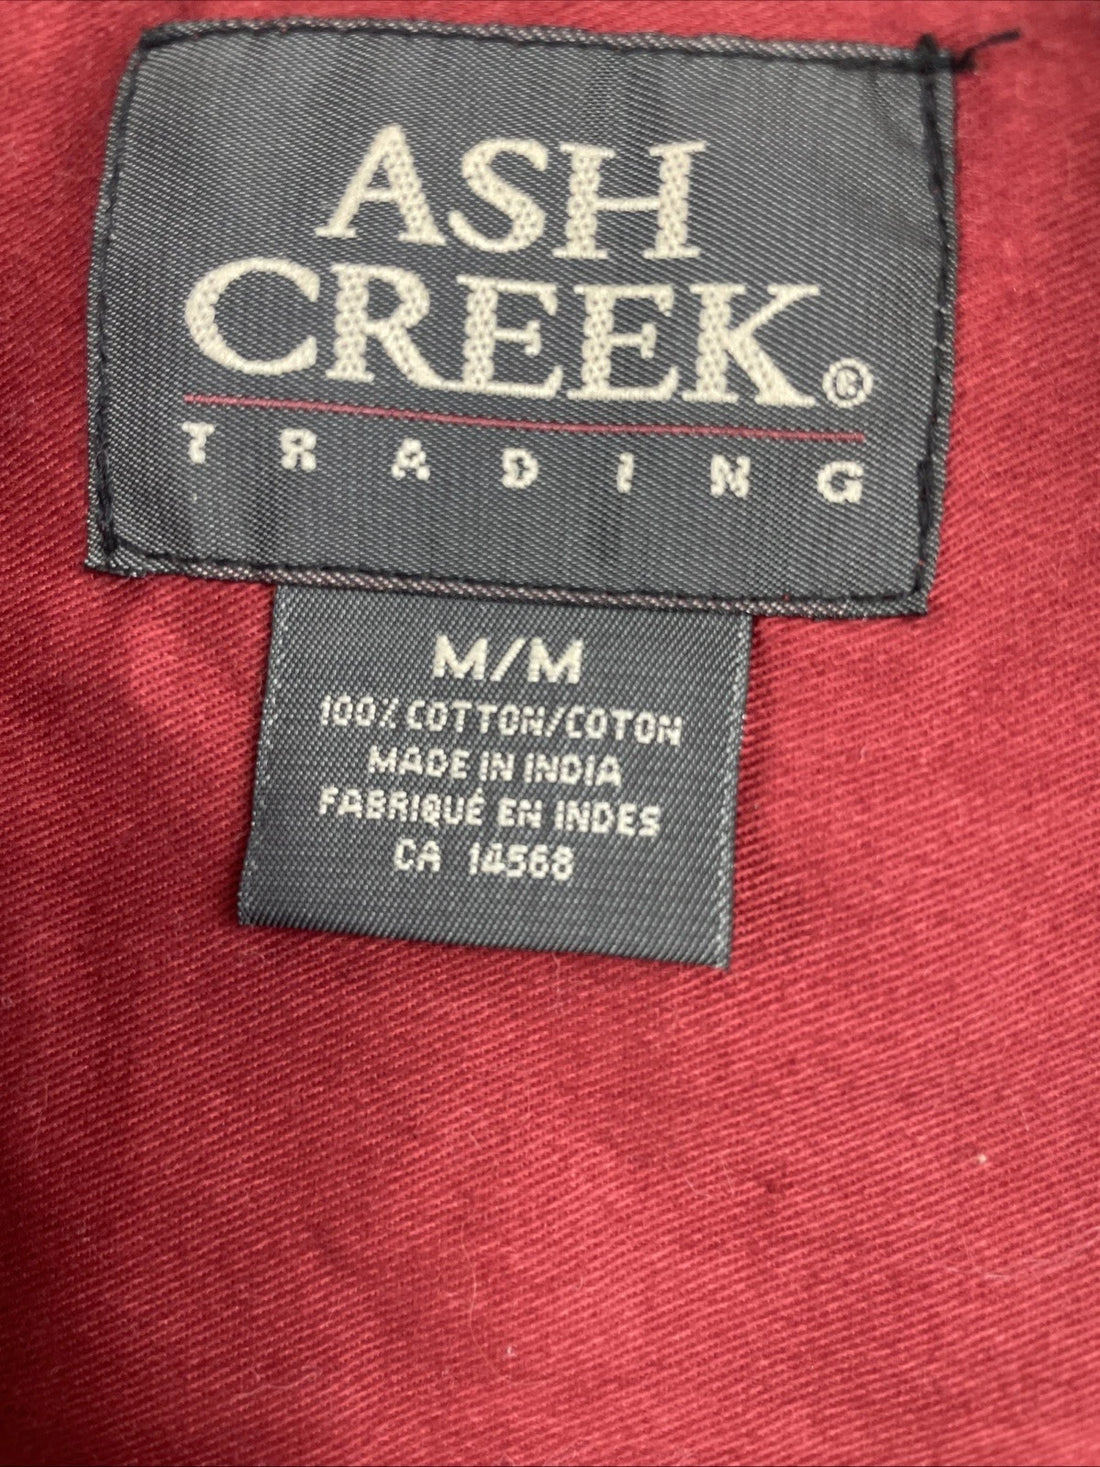 ASH
CREEK®
TRADING
M/M
100% COTTON/COTON
MADE IN INDIA
FABRIQUÉ EN INDES
CA 14568